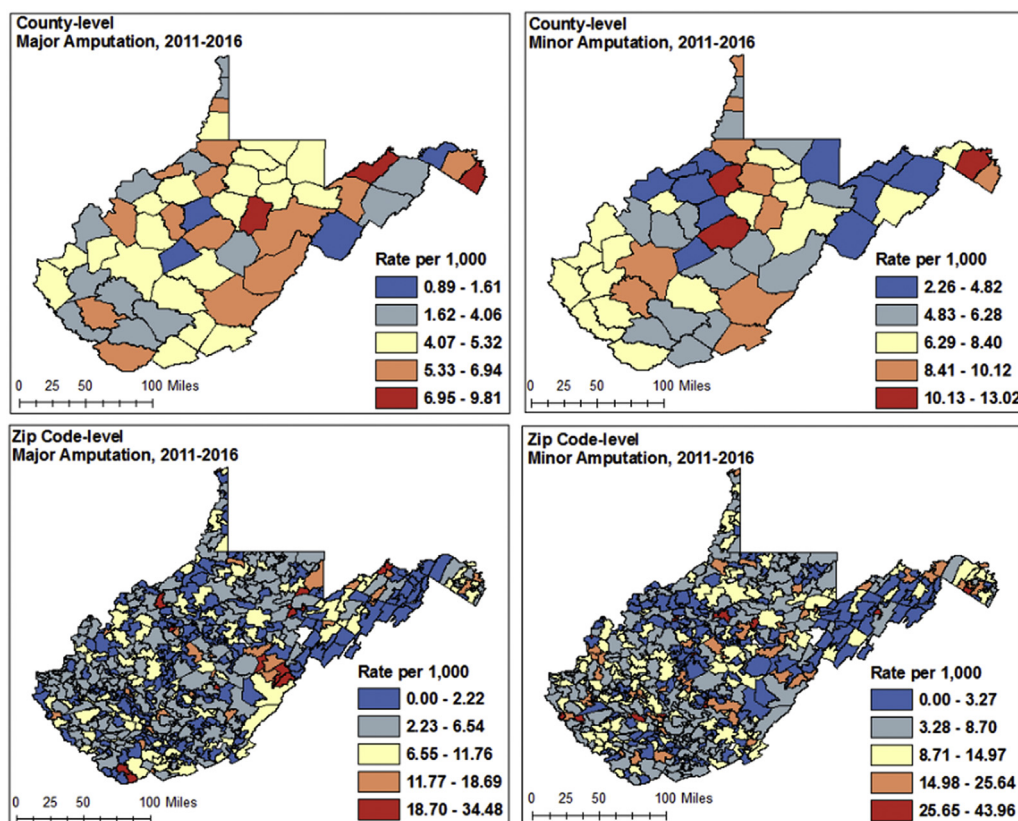 County-level
Major Amputation, 2011-2016
Rate per 1,000
0.89 - 1.61
1.62 - 4.06
4.07 - 5.32
5.33 - 6.94
6.95 - 9.81
0 25 50 100 Miles
County-level
Minor Amputation, 2011-2016
Rate per 1,000
2.26 - 4.82
4.83 - 6.28
6.29 - 8.40
8.41 - 10.12
10.13 - 13.02
0 25 50 100 Miles
Zip Code-level
Major Amputation, 2011-2016
Rate per 1,000
0.00 - 2.22
2.23 - 6.54
6.55 - 11.76
11.77 - 18.69
18.70 - 34.48
0 25 50 100 Miles
Zip Code-level
Minor Amputation, 2011-2016
Rate per 1,000
0.00 - 3.27
3.28 - 8.70
8.71 - 14.97
14.98 - 25.64
25.65 - 43.96
0 25 50 100 Miles